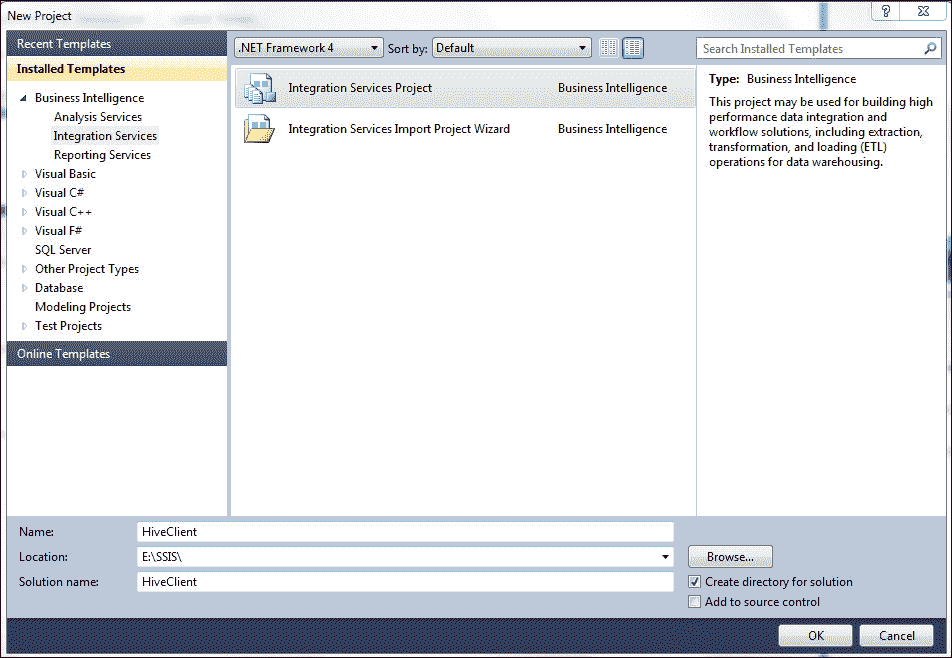 New Project
?
Recent Templates
.NET Framework 4
Sort by:
Default
Search Installed Templates
Installed Templates
Business Intelligence
Analysis Services
Integration Services
Reporting Services
Visual Basic
Visual C#
Visual C++
Visual F#
SQL Server
Other Project Types
Database
Modeling Projects
Test Projects
Online Templates
Integration Services Project Business Intelligence
Integration Services Import Project Wizard Business Intelligence
Type: Business Intelligence
This project may be used for building high
performance data integration and
workflow solutions, including extraction,
transformation, and loading (ETL)
operations for data warehousing.
Name: HiveClient
Location: E:\SSIS\
Browse...
Solution name: HiveClient
Create directory for solution
Add to source control
OK
Cancel